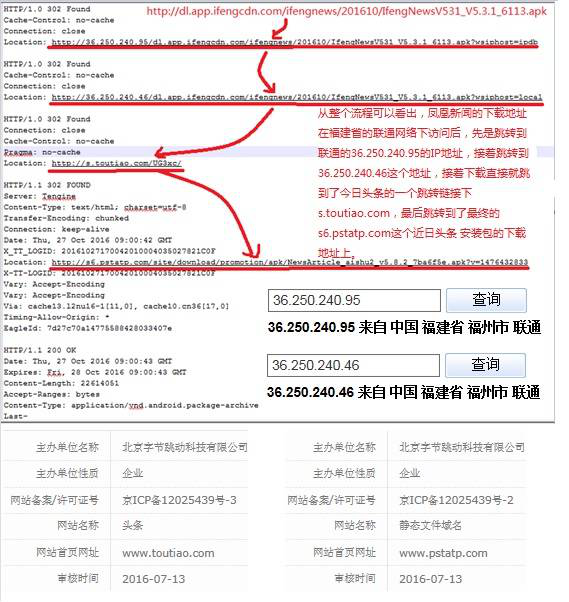 HTTP/1.0 302 Found
http://dl.app.ifengcdn.com/ifengnews/201610/IfengNewsV531_V5.3.1_6113.apk
Cache-Control: no-cache
Connection: close
Location: http://36.250.240.95/dl.app.ifengcdn.com/ifengnews/201610/IfengNewsV531_V5.3.1_6113.apk?wsiphost=ipdb
HTTP/1.0 302 Found
Cache-Control: no-cache
Connection: close
Location: http://36.250.240.46/dl.app.ifengcdn.com/ifengnews/201610/IfengNewsV531_V5.3.1_6113.apk?wsiphost=local
HTTP/1.0 302 Found
Connection: close
Cache-Control: no-cache
Pragma: no-cache
Location: http://s.toutiao.com/UG3xc/
从整个流程可以看出，凤凰新闻的下载地址
在福建省的联通网络下访问后，先是跳转到
联通的36.250.240.95的IP地址，接着跳转到
36.250.240.46这个地址，接着下载直接就跳
到了今日头条的一个跳转链接下
s.toutiao.com，最后跳转到了最终的
s6.pstatp.com这个近日头条 安装包的下载
地址上。
HTTP/1.1 302 FOUND
Server: Tengine
Content-Type: text/html; charset=utf-8
Transfer-Encoding: chunked
Connection: keep-alive
Date: Thu, 27 Oct 2016 09:00:42 GMT
X_TT_LOGID: 20161027170042010004035027821C0F
Location: http://s6.pstatp.com/site/download/promotion/apk/NewsArticle_aishu2_v5.8.2_7ba6f5e.apk?v=1476432833
X-TT-LOGID: 20161027170042010004035027821C0F
Vary: Accept-Encoding
Vary: Accept-Encoding
Via: cache13.l2nu16-1[11,0], cache10.cn36[17,0]
Timing-Allow-Origin: *
EagleId: 7d27c70a14775588428033407e
HTTP/1.1 200 OK
Date: Thu, 27 Oct 2016 09:00:43 GMT
Expires: Fri, 28 Oct 2016 09:00:43 GMT
Content-Length: 22614051
Accept-Ranges: bytes
Content-Type: application/vnd.android.package-archive
Last-
36.250.240.95 查询
36.250.240.95 来自 中国 福建省 福州市 联通
36.250.240.46 查询
36.250.240.46 来自 中国 福建省 福州市 联通
主办单位名称 北京字节跳动科技有限公司
主办单位性质 企业
网站备案/许可证号 京ICP备12025439号-3
网站名称 头条
网站首页网址 www.toutiao.com
审核时间 2016-07-13
主办单位名称 北京字节跳动科技有限公司
主办单位性质 企业
网站备案/许可证号 京ICP备12025439号-2
网站名称 静态文件域名
网站首页网址 www.pstatp.com
审核时间 2016-07-13